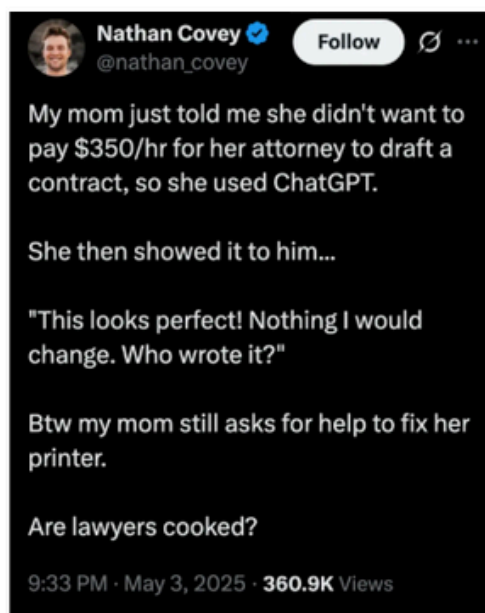 Nathan Covey
Follow
@nathan_covey
My mom just told me she didn't want to
pay $350/hr for her attorney to draft a
contract, so she used ChatGPT.
She then showed it to him...
"This looks perfect! Nothing I would
change. Who wrote it?"
Btw my mom still asks for help to fix her
printer.
Are lawyers cooked?
9:33 PM · May 3, 2025 · 360.9K Views